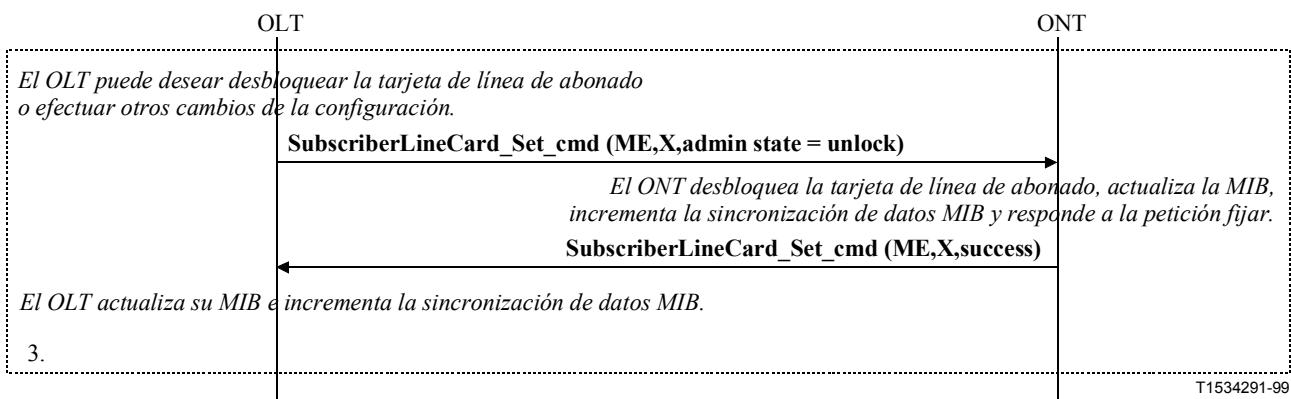 OLT
ONT
El OLT puede desear desbloquear la tarjeta de línea de abonado
o efectuar otros cambios de la configuración.
SubscriberLineCard_Set_cmd (ME,X,admin state = unlock)
El ONT desbloquea la tarjeta de línea de abonado, actualiza la MIB,
incrementa la sincronización de datos MIB y responde a la petición fijar.
SubscriberLineCard_Set_cmd (ME,X,success)
El OLT actualiza su MIB e incrementa la sincronización de datos MIB.
3.
T1534291-99